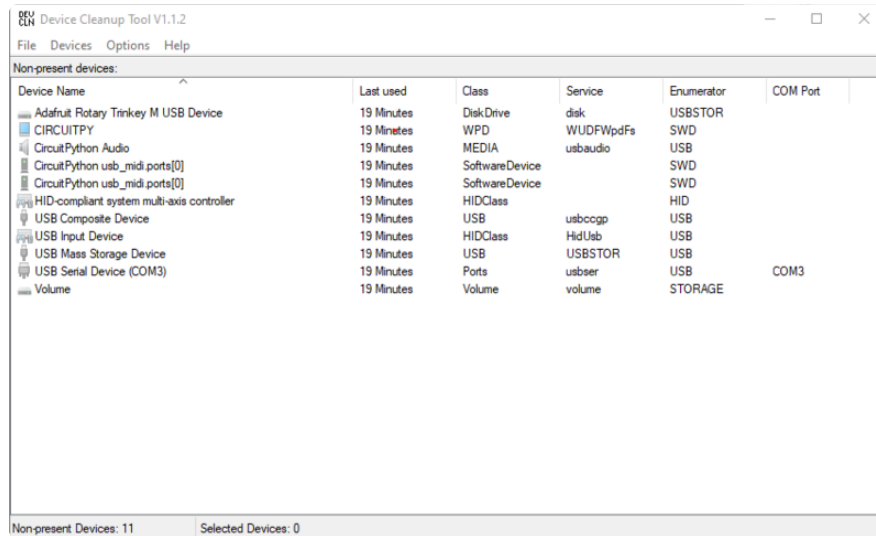 DEV CLN Device Cleanup Tool V1.1.2
File Devices Options Help
Non-present devices:
Device Name Last used Class Service Enumerator COM Port
Adafruit Rotary Trinkey M USB Device 19 Minutes DiskDrive disk USBSTOR
CIRCUITPY 19 Minutes WPD WUDFWpdFs SWD
CircuitPython Audio 19 Minutes MEDIA usbaudio USB
CircuitPython usb_midi.ports[0] 19 Minutes SoftwareDevice SWD
CircuitPython usb_midi.ports[0] 19 Minutes SoftwareDevice SWD
HID-compliant system multi-axis controller 19 Minutes HIDClass HID
USB Composite Device 19 Minutes USB usbccgp USB
USB Input Device 19 Minutes HIDClass HidUsb USB
USB Mass Storage Device 19 Minutes USB USBSTOR USB
USB Serial Device (COM3) 19 Minutes Ports usbser USB COM3
Volume 19 Minutes Volume volume STORAGE
Non-present Devices: 11 Selected Devices: 0